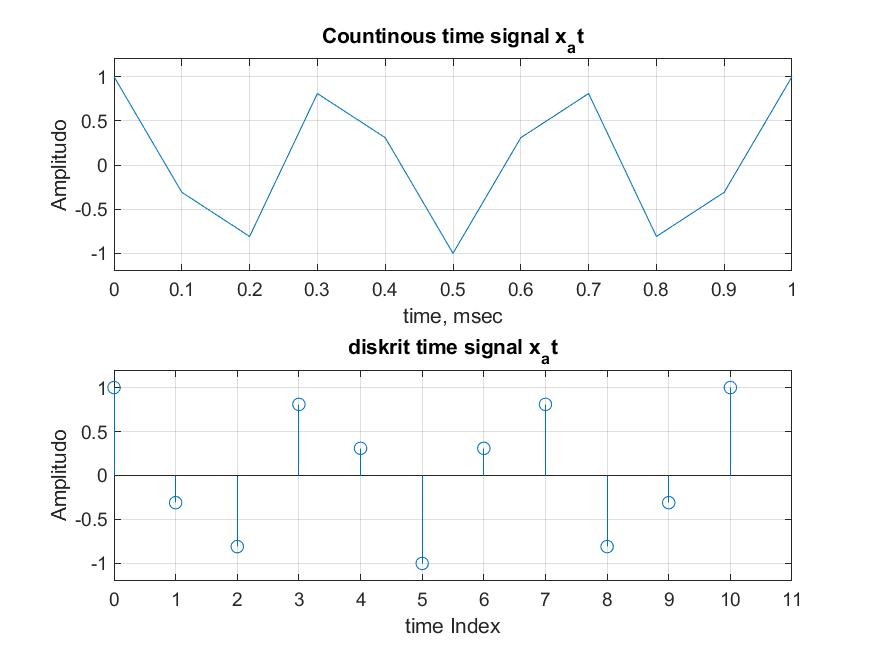 Countinous time signal xₐt
1
0.5
0
-0.5
-1
Amplitudo
0 0.1 0.2 0.3 0.4 0.5 0.6 0.7 0.8 0.9 1
time, msec
diskrit time signal xₐt
1
0.5
0
-0.5
-1
Amplitudo
0 1 2 3 4 5 6 7 8 9 10 11
time Index